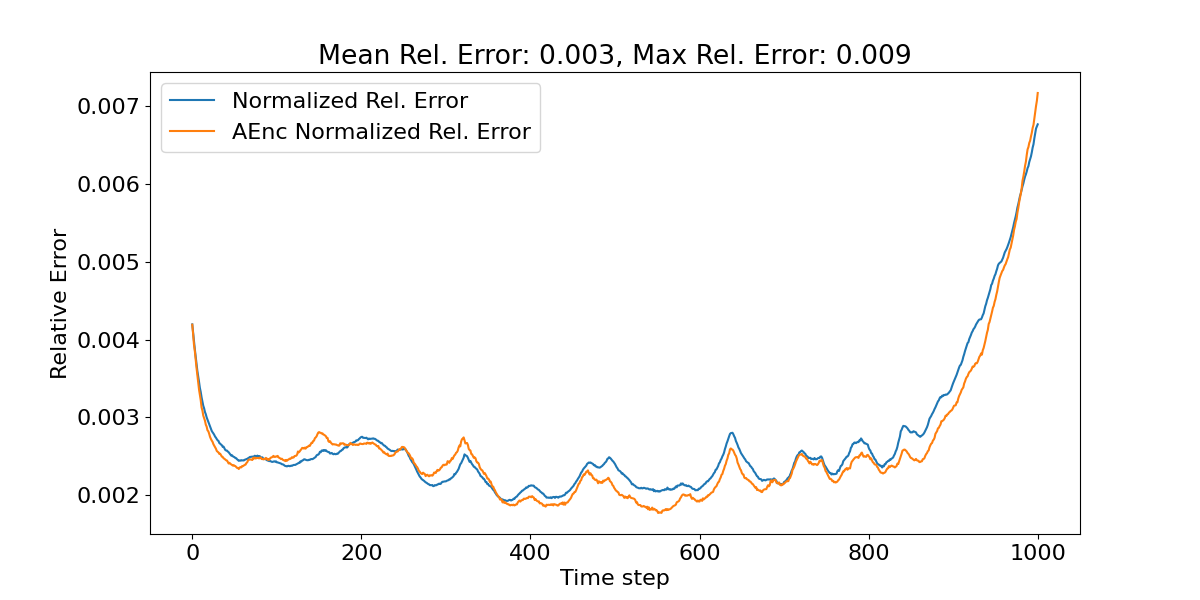 Mean Rel. Error: 0.003, Max Rel. Error: 0.009
Normalized Rel. Error
AEnc Normalized Rel. Error
Relative Error
0.007
0.006
0.005
0.004
0.003
0.002
0 200 400 600 800 1000
Time step